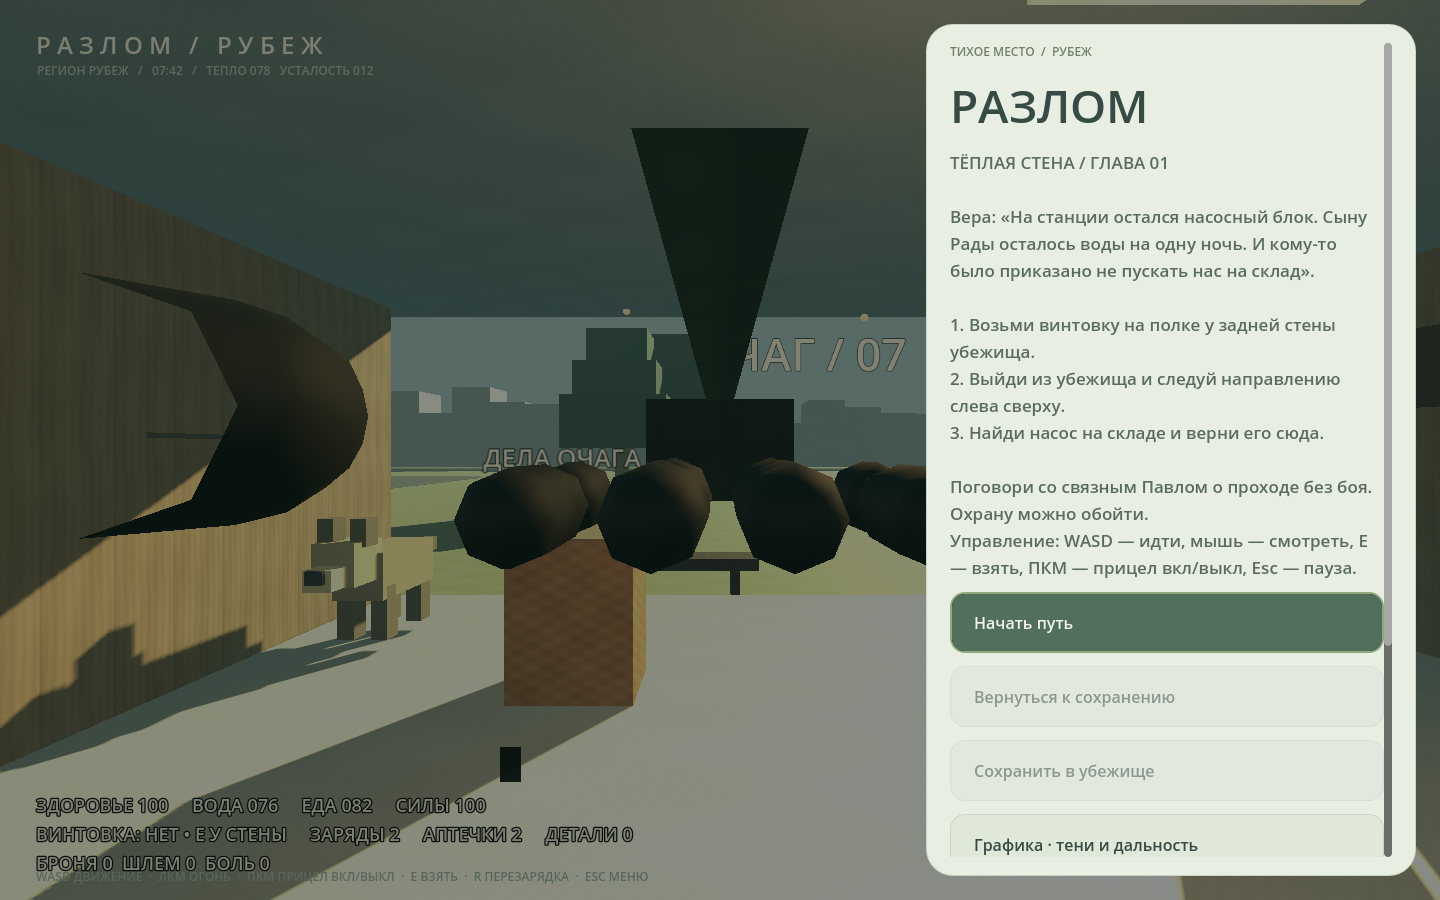 РАЗЛОМ / РУБЕЖ
РЕГИОН РУБЕЖ / 07:42 / ТЕПЛО 078 УСТАЛОСТЬ 012
ЧАГ / 07
ДЕЛА ОЧАГА
ЗДОРОВЬЕ 100 ВОДА 076 ЕДА 082 СИЛЫ 100
ВИНТОВКА: НЕТ • E У СТЕНЫ ЗАРЯДЫ 2 АПТЕЧКИ 2 ДЕТАЛИ 0
БРОНЯ 0 ШЛЕМ 0 БОЛЬ 0
WASD ДВИЖЕНИЕ · ЛКМ ОГОНЬ · ПКМ ПРИЦЕЛ ВКЛ/ВЫКЛ · E ВЗЯТЬ · R ПЕРЕЗАРЯДКА · ESC МЕНЮ
ТИХОЕ МЕСТО / РУБЕЖ
РАЗЛОМ
ТЁПЛАЯ СТЕНА / ГЛАВА 01
Вера: «На станции остался насосный блок. Сыну
Рады осталось воды на одну ночь. И кому-то
было приказано не пускать нас на склад».
1. Возьми винтовку на полке у задней стены
убежища.
2. Выйди из убежища и следуй направлению
слева сверху.
3. Найди насос на складе и верни его сюда.
Поговори со связным Павлом о проходе без боя.
Охрану можно обойти.
Управление: WASD — идти, мышь — смотреть, E
— взять, ПКМ — прицел вкл/выкл, Esc — пауза.
Начать путь
Вернуться к сохранению
Сохранить в убежище
Графика · тени и дальность